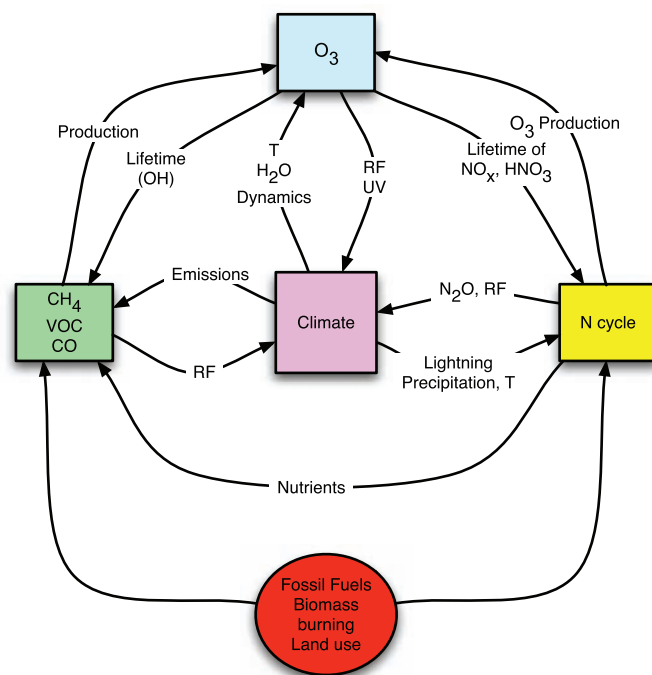 O3
Production
O3 Production
Lifetime
(OH)
T
H2O
Dynamics
RF
UV
Lifetime of
NOx, HNO3
Emissions
N2O, RF
CH4
VOC
CO
Climate
N cycle
RF
Lightning
Precipitation, T
Nutrients
Fossil Fuels
Biomass
burning
Land use